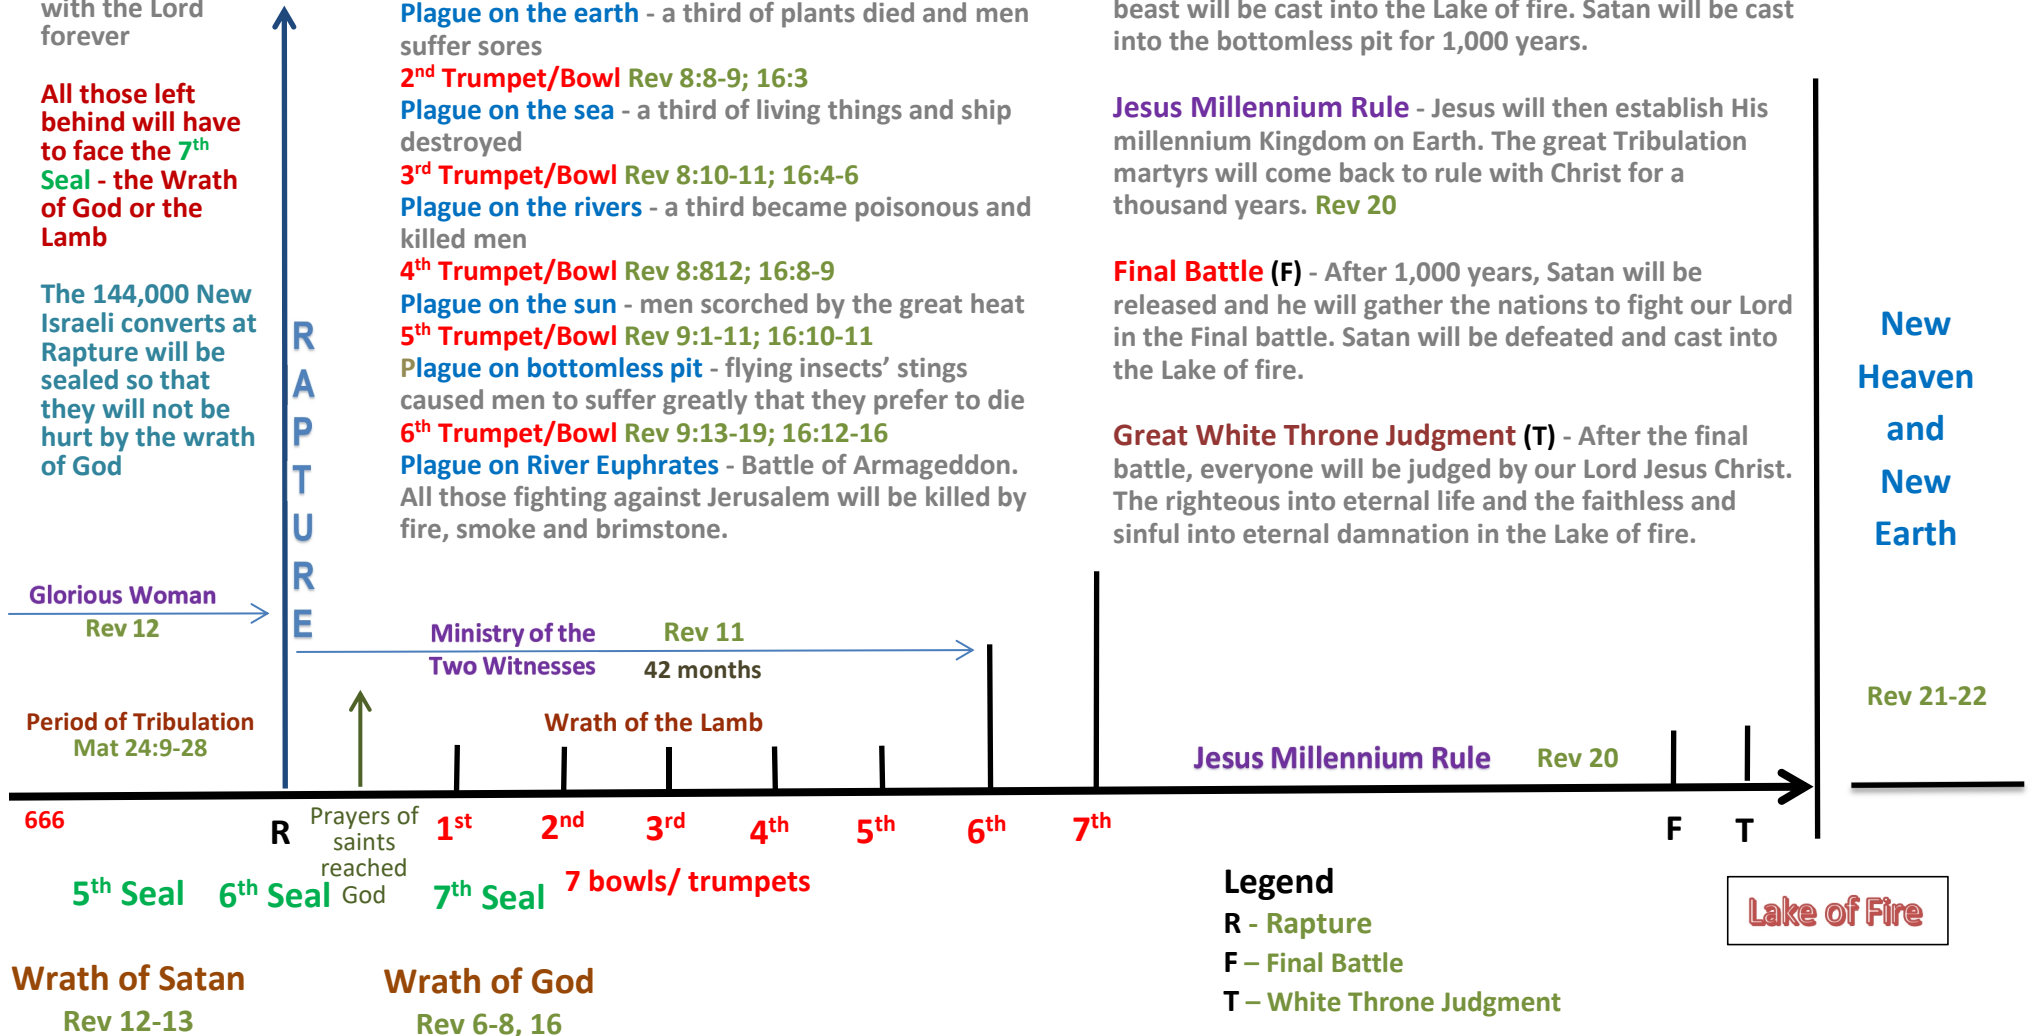 with the Lord
forever
All those left
behind will have
to face the 7th
Seal - the Wrath
of God or the
Lamb
The 144,000 New
Israeli converts at
Rapture will be
sealed so that
they will not be
hurt by the wrath
of God
RAPTURE
Plague on the earth - a third of plants died and men
suffer sores
2nd Trumpet/Bowl Rev 8:8-9; 16:3
Plague on the sea - a third of living things and ship
destroyed
3rd Trumpet/Bowl Rev 8:10-11; 16:4-6
Plague on the rivers - a third became poisonous and
killed men
4th Trumpet/Bowl Rev 8:812; 16:8-9
Plague on the sun - men scorched by the great heat
5th Trumpet/Bowl Rev 9:1-11; 16:10-11
Plague on bottomless pit - flying insects’ stings
caused men to suffer greatly that they prefer to die
6th Trumpet/Bowl Rev 9:13-19; 16:12-16
Plague on River Euphrates - Battle of Armageddon.
All those fighting against Jerusalem will be killed by
fire, smoke and brimstone.
beast will be cast into the Lake of fire. Satan will be cast
into the bottomless pit for 1,000 years.
Jesus Millennium Rule - Jesus will then establish His
millennium Kingdom on Earth. The great Tribulation
martyrs will come back to rule with Christ for a
thousand years. Rev 20
Final Battle (F) - After 1,000 years, Satan will be
released and he will gather the nations to fight our Lord
in the Final battle. Satan will be defeated and cast into
the Lake of fire.
Great White Throne Judgment (T) - After the final
battle, everyone will be judged by our Lord Jesus Christ.
The righteous into eternal life and the faithless and
sinful into eternal damnation in the Lake of fire.
New
Heaven
and
New
Earth
Rev 21-22
Glorious Woman
Rev 12
Ministry of the Rev 11
Two Witnesses 42 months
Period of Tribulation
Mat 24:9-28
Wrath of the Lamb
Jesus Millennium Rule Rev 20
666
R
Prayers of
saints
reached
God
1st 2nd 3rd 4th 5th 6th 7th
F T
5th Seal 6th Seal 7th Seal
7 bowls/ trumpets
Legend
R - Rapture
F – Final Battle
T – White Throne Judgment
Lake of Fire
Wrath of Satan
Rev 12-13
Wrath of God
Rev 6-8, 16